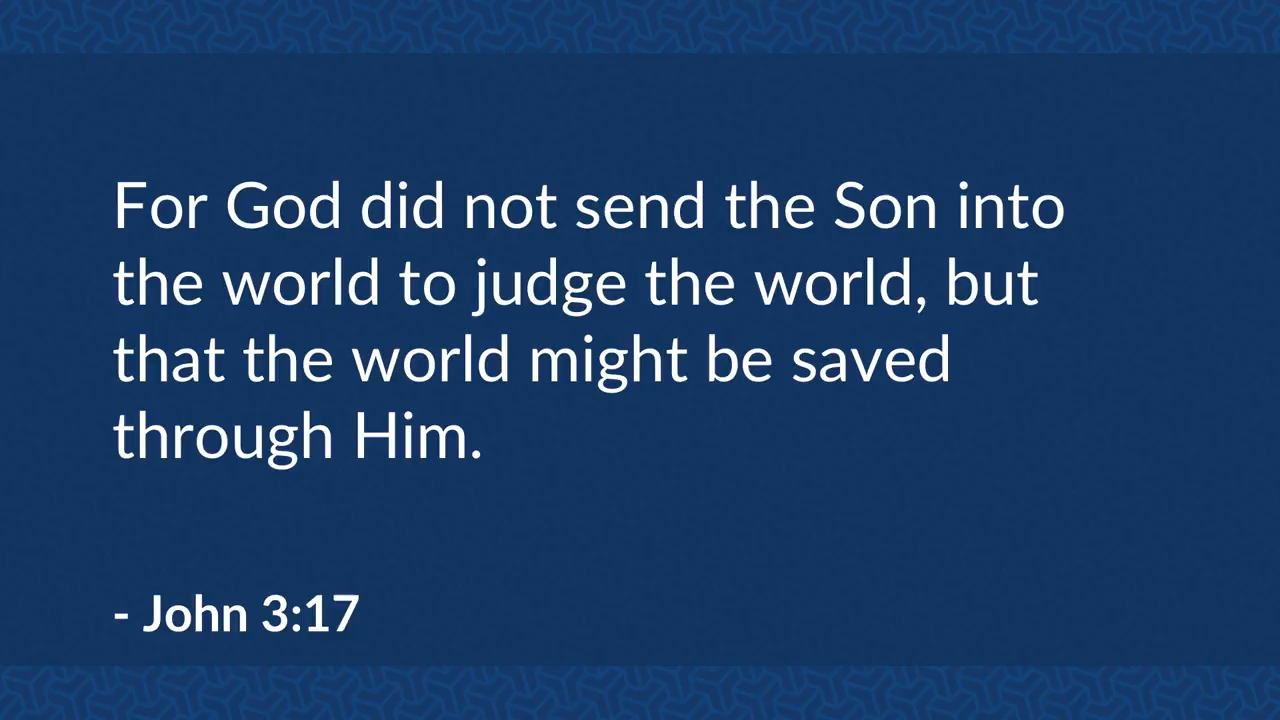 For God did not send the Son into
the world to judge the world, but
that the world might be saved
through Him.
- John 3:17